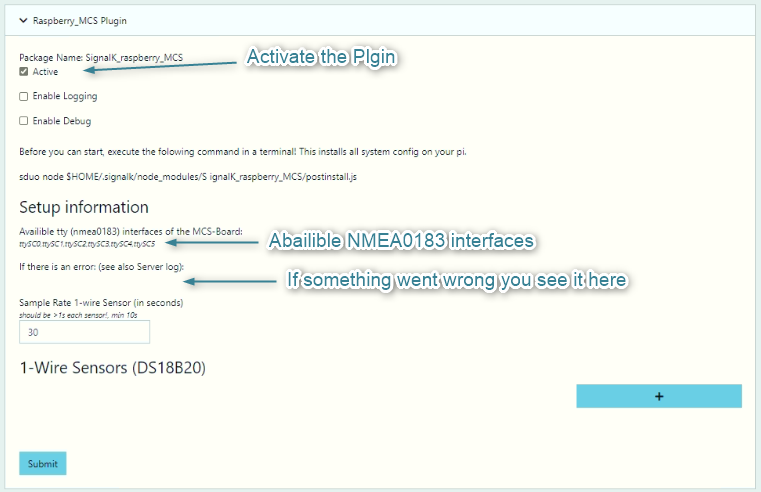 Raspberry_MCS Plugin
Package Name: SignalK_raspberry_MCS
Activate the Plgin
Active
Enable Logging
Enable Debug
Before you can start, execute the folowing command in a terminal! This installs all system config on your pi.
sduo node $HOME/.signalk/node_modules/S ignalK_raspberry_MCS/postinstall.js
Setup information
Availible tty (nmea0183) interfaces of the MCS-Board:
ttySC0,ttySC1,ttySC2,ttySC3,ttySC4,ttySC5
Abailible NMEA0183 interfaces
If there is an error: (see also Server log):
If something went wrong you see it here
Sample Rate 1-wire Sensor (in seconds)
should be >1s each sensor!, min 10s
30
1-Wire Sensors (DS18B20)
+
Submit